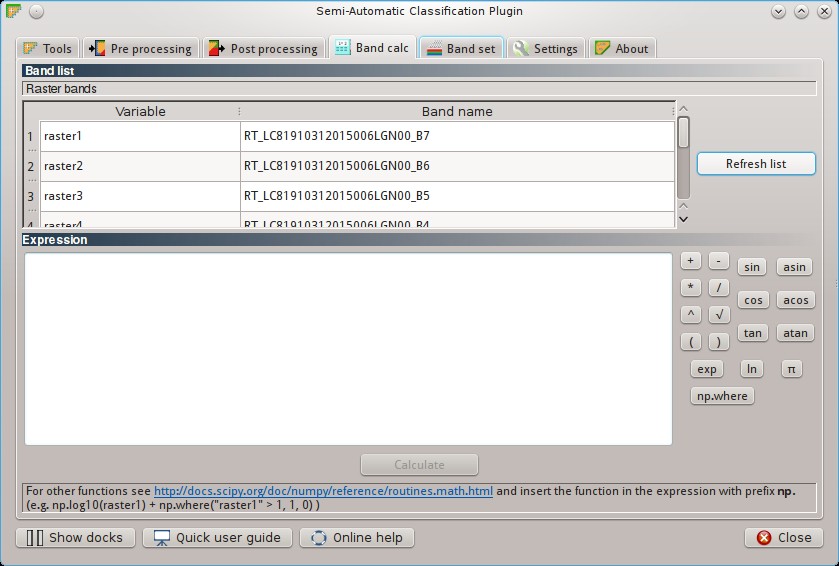 Semi-Automatic Classification Plugin
Tools Pre processing Post processing Band calc Band set Settings About
Band list
Raster bands
Variable Band name
1 raster1 RT_LC81910312015006LGN00_B7
2 raster2 RT_LC81910312015006LGN00_B6
3 raster3 RT_LC81910312015006LGN00_B5
4 raster4 RT_LC81910312015006LGN00_B4
Refresh list
Expression
+ - sin asin
* / cos acos
^ √
( ) tan atan
exp ln π
np.where
Calculate
For other functions see http://docs.scipy.org/doc/numpy/reference/routines.math.html and insert the function in the expression with prefix np.
(e.g. np.log10(raster1) + np.where("raster1" > 1, 1, 0) )
Show docks Quick user guide Online help Close